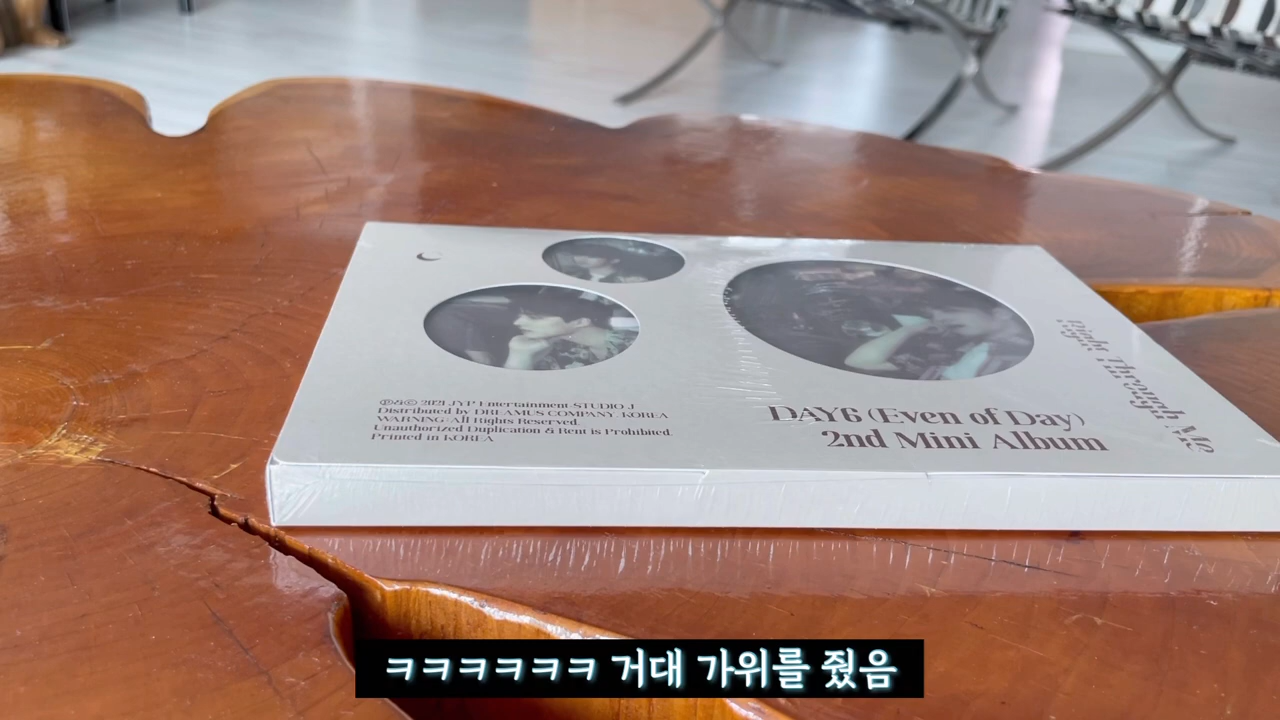 ℗&© 2021 JYP Entertainment·STUDIO J
Distributed by DREAMUS COMPANY. KOREA
WARNING: All Rights Reserved.
Unauthorized Duplication & Rent is Prohibited.
Printed in KOREA
DAY6 (Even of Day)
2nd Mini Album
Right Through Me
ㅋㅋㅋㅋㅋㅋ 거대 가위를 줬음